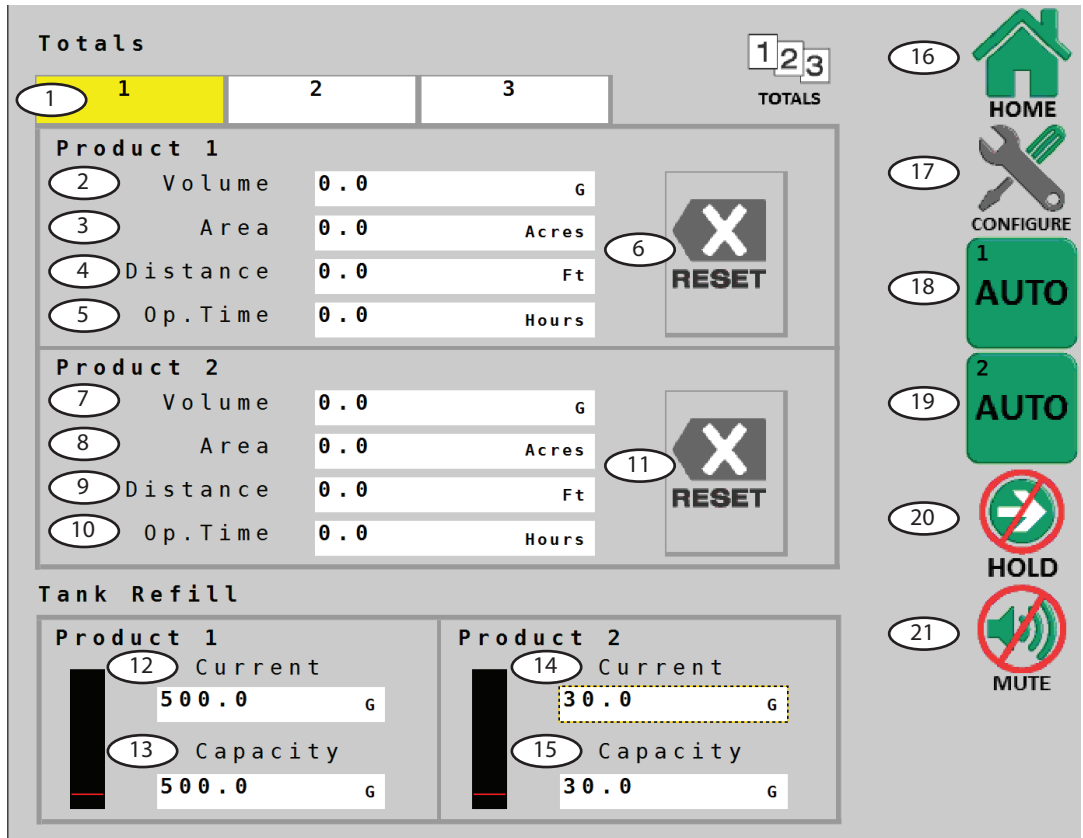 Totals
1 2 3
TOTALS
1 1 2 3
Product 1
2 Volume 0.0 G
3 Area 0.0 Acres
4 Distance 0.0 Ft
5 Op.Time 0.0 Hours
6
RESET
Product 2
7 Volume 0.0 G
8 Area 0.0 Acres
9 Distance 0.0 Ft
10 Op.Time 0.0 Hours
11
RESET
Tank Refill
Product 1
12 Current
500.0 G
13 Capacity
500.0 G
Product 2
14 Current
30.0 G
15 Capacity
30.0 G
16
HOME
17
CONFIGURE
18
1
AUTO
19
2
AUTO
20
HOLD
21
MUTE